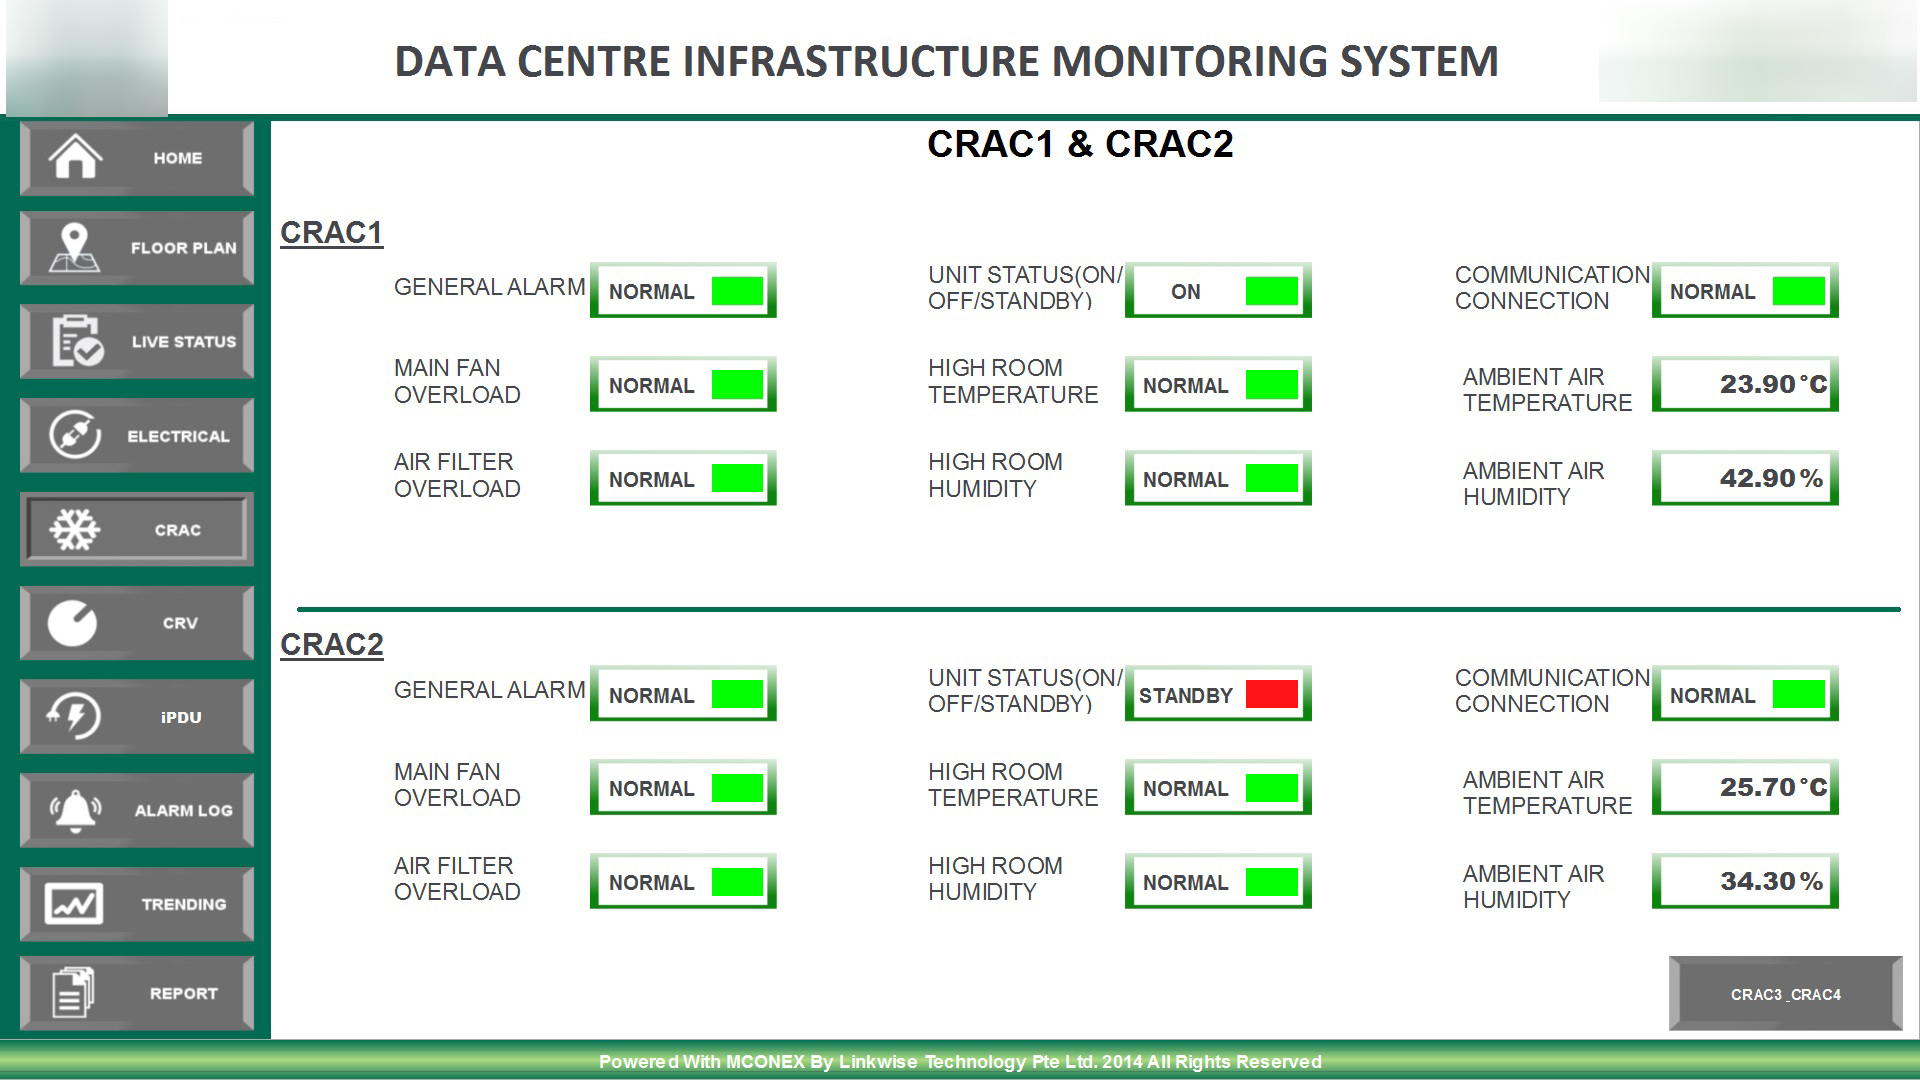 DATA CENTRE INFRASTRUCTURE MONITORING SYSTEM
HOME
FLOOR PLAN
LIVE STATUS
ELECTRICAL
CRAC
CRV
iPDU
ALARM LOG
TRENDING
REPORT
CRAC1 & CRAC2
CRAC1
GENERAL ALARM NORMAL
UNIT STATUS(ON/
OFF/STANDBY) ON
COMMUNICATION
CONNECTION NORMAL
MAIN FAN
OVERLOAD NORMAL
HIGH ROOM
TEMPERATURE NORMAL
AMBIENT AIR
TEMPERATURE 23.90°C
AIR FILTER
OVERLOAD NORMAL
HIGH ROOM
HUMIDITY NORMAL
AMBIENT AIR
HUMIDITY 42.90%
CRAC2
GENERAL ALARM NORMAL
UNIT STATUS(ON/
OFF/STANDBY) STANDBY
COMMUNICATION
CONNECTION NORMAL
MAIN FAN
OVERLOAD NORMAL
HIGH ROOM
TEMPERATURE NORMAL
AMBIENT AIR
TEMPERATURE 25.70°C
AIR FILTER
OVERLOAD NORMAL
HIGH ROOM
HUMIDITY NORMAL
AMBIENT AIR
HUMIDITY 34.30%
CRAC3_CRAC4
Powered With MCONEX By Linkwise Technology Pte Ltd. 2014 All Rights Reserved